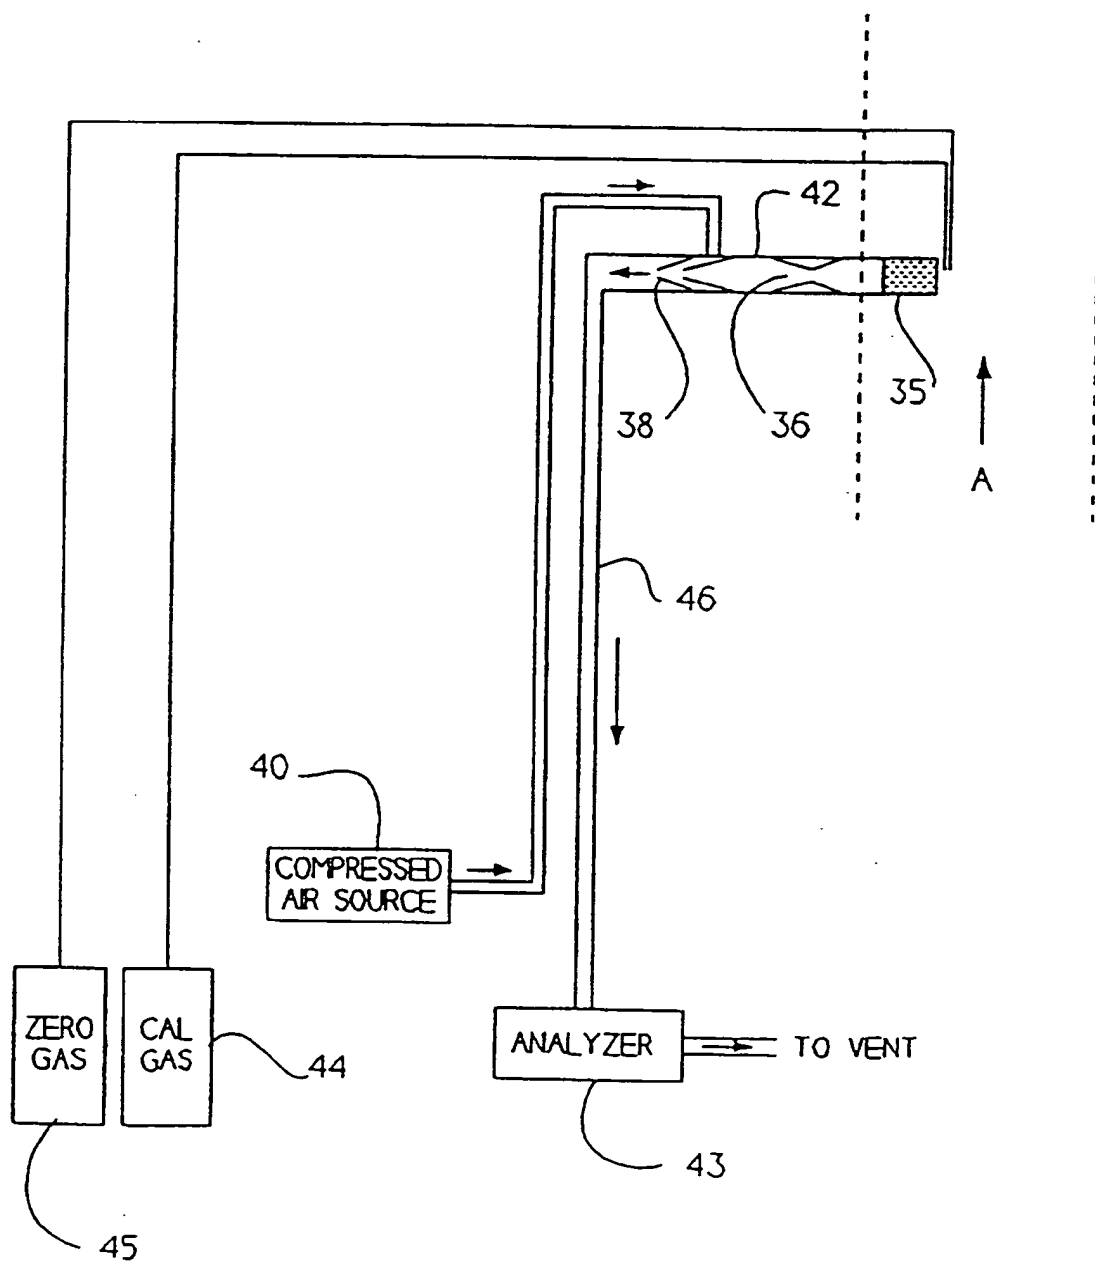 42
35
38
36
A
46
40
COMPRESSED
AIR SOURCE
ZERO
GAS
CAL
GAS
44
ANALYZER
TO VENT
43
45